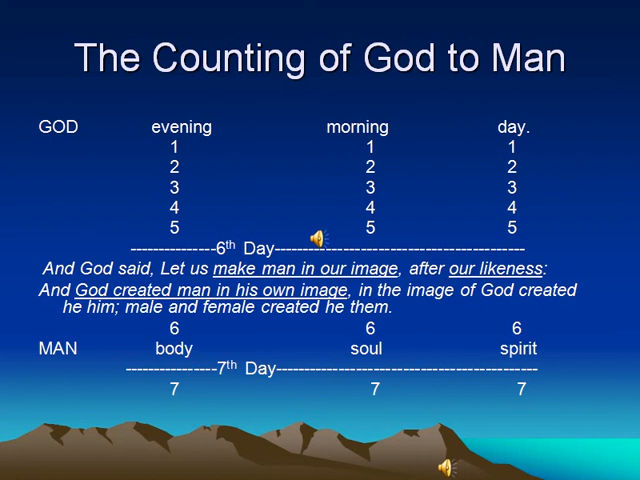 The Counting of God to Man
GOD evening morning day.
1 1 1
2 2 2
3 3 3
4 4 4
5 5 5
---------------6th Day--------------------------------------------
And God said, Let us make man in our image, after our likeness:
And God created man in his own image, in the image of God created
he him; male and female created he them.
6 6 6
MAN body soul spirit
----------------7th Day----------------------------------------------
7 7 7